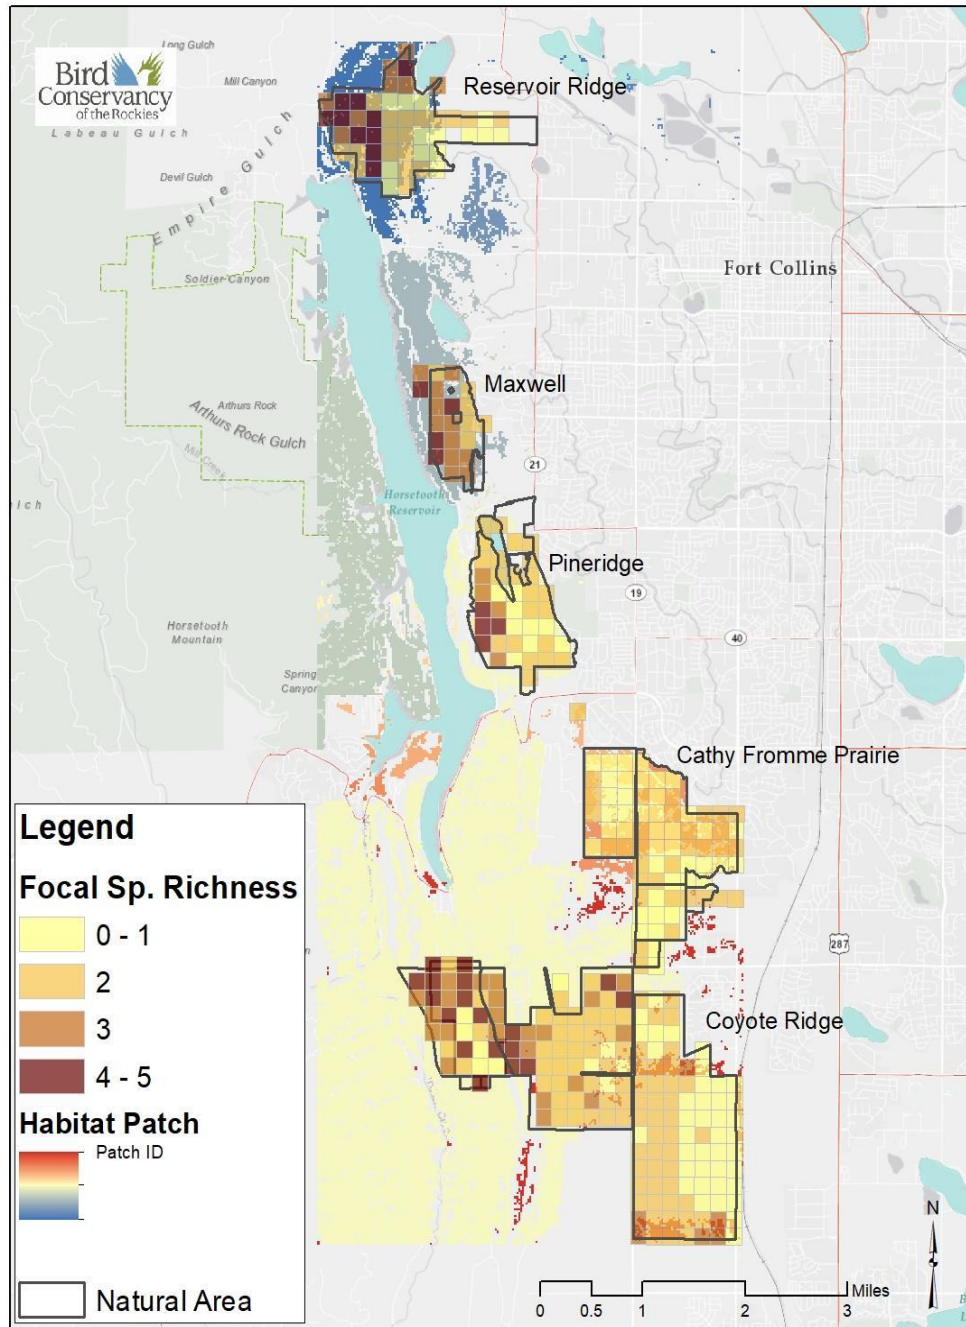 Long Gulch
Bird
Conservancy
of the Rockies
Mill Canyon
Reservoir Ridge
Labeau Gulch
Empire Gulch
Devil Gulch
Soldier Canyon
Fort Collins
Maxwell
Arthurs Rock
Arthurs Rock Gulch
Mill Creek
21
Horsetooth
Reservoir
Pineridge
19
Horsetooth
Mountain
40
Spring
Canyon
Cathy Fromme Prairie
287
Coyote Ridge
Legend
Focal Sp. Richness
0 - 1
2
3
4 - 5
Habitat Patch
Patch ID
Natural Area
N
Miles
0 0.5 1 2 3